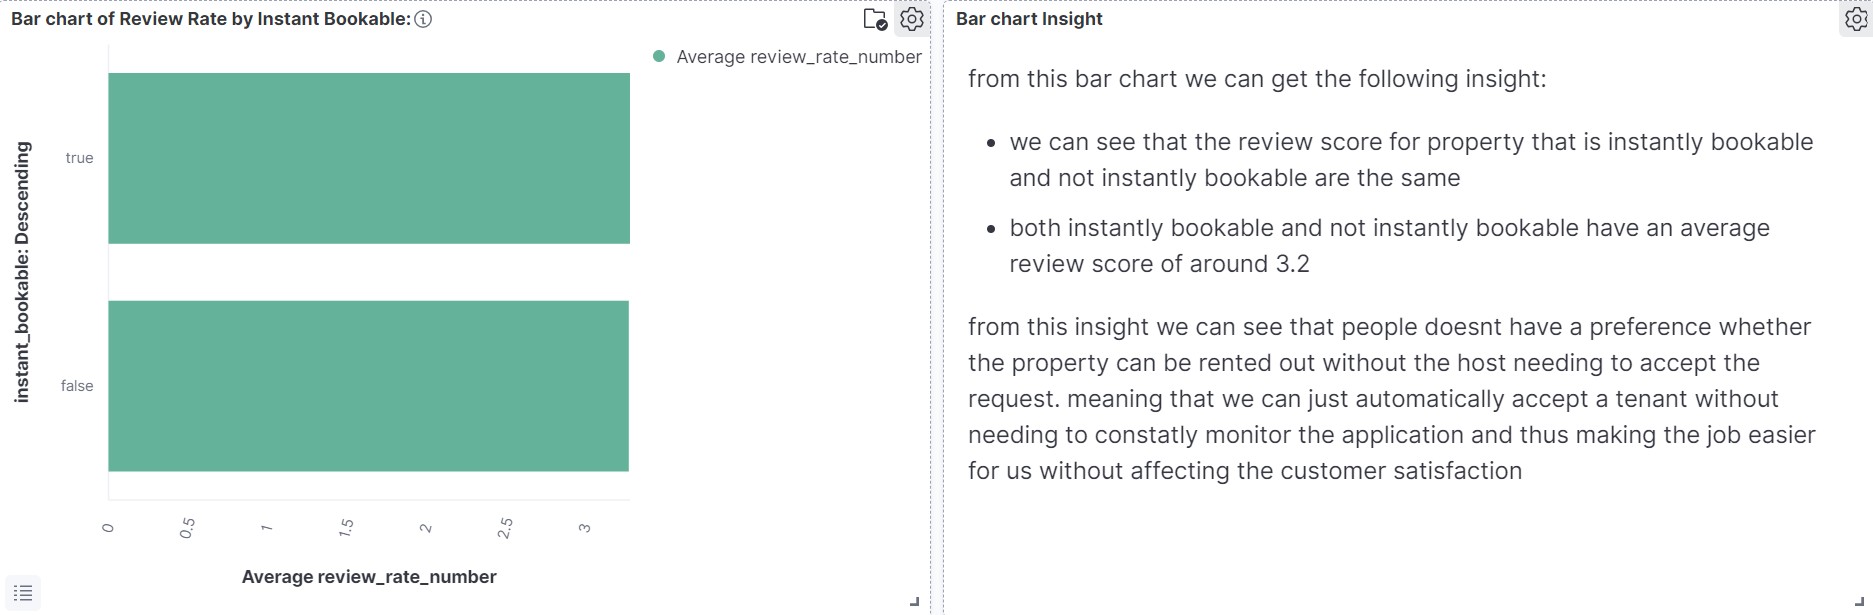 Bar chart of Review Rate by Instant Bookable:
Average review_rate_number
true
false
instant_bookable: Descending
0
0.5
1
1.5
2
2.5
3
Average review_rate_number
Bar chart Insight
from this bar chart we can get the following insight:
• we can see that the review score for property that is instantly bookable
and not instantly bookable are the same
• both instantly bookable and not instantly bookable have an average
review score of around 3.2
from this insight we can see that people doesnt have a preference whether
the property can be rented out without the host needing to accept the
request. meaning that we can just automatically accept a tenant without
needing to constatly monitor the application and thus making the job easier
for us without affecting the customer satisfaction